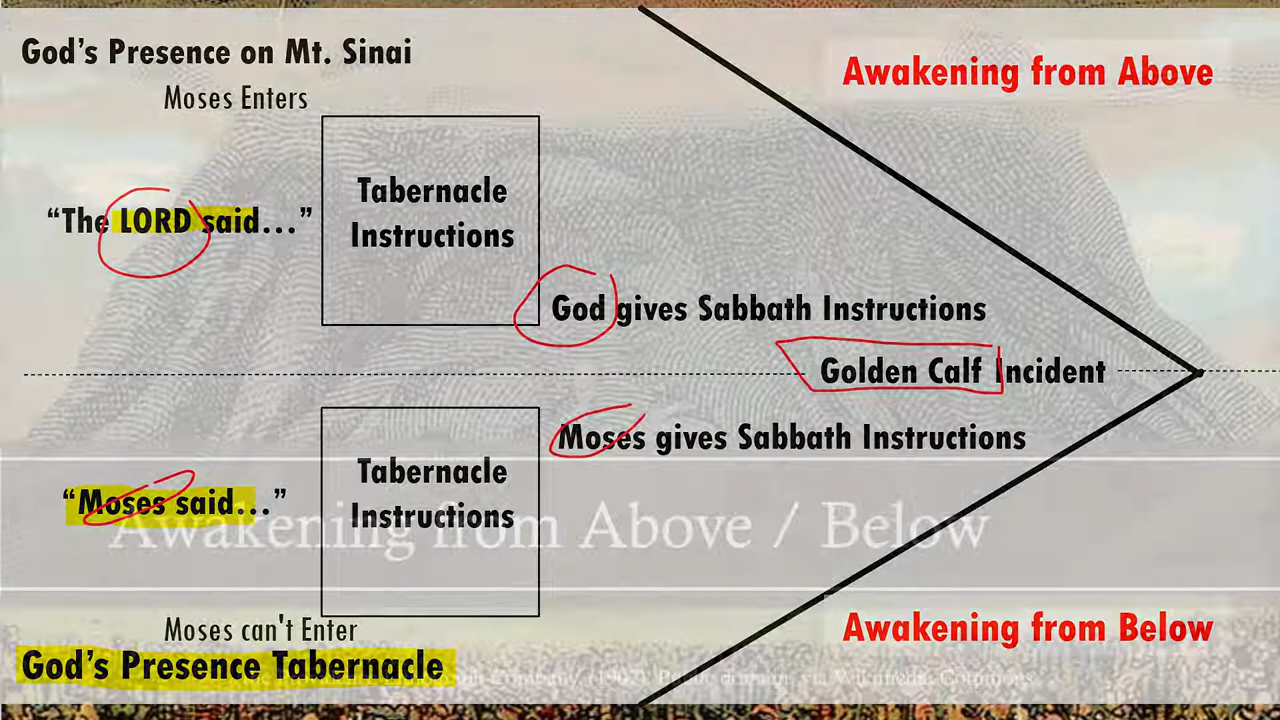 God’s Presence on Mt. Sinai
Awakening from Above
Moses Enters
Tabernacle
Instructions
“The LORD said...”
God gives Sabbath Instructions
Golden Calf Incident
Moses gives Sabbath Instructions
Tabernacle
Instructions
“Moses said...”
Awakening from Above / Below
Moses can't Enter
Awakening from Below
God’s Presence Tabernacle
Wikimedia Commons